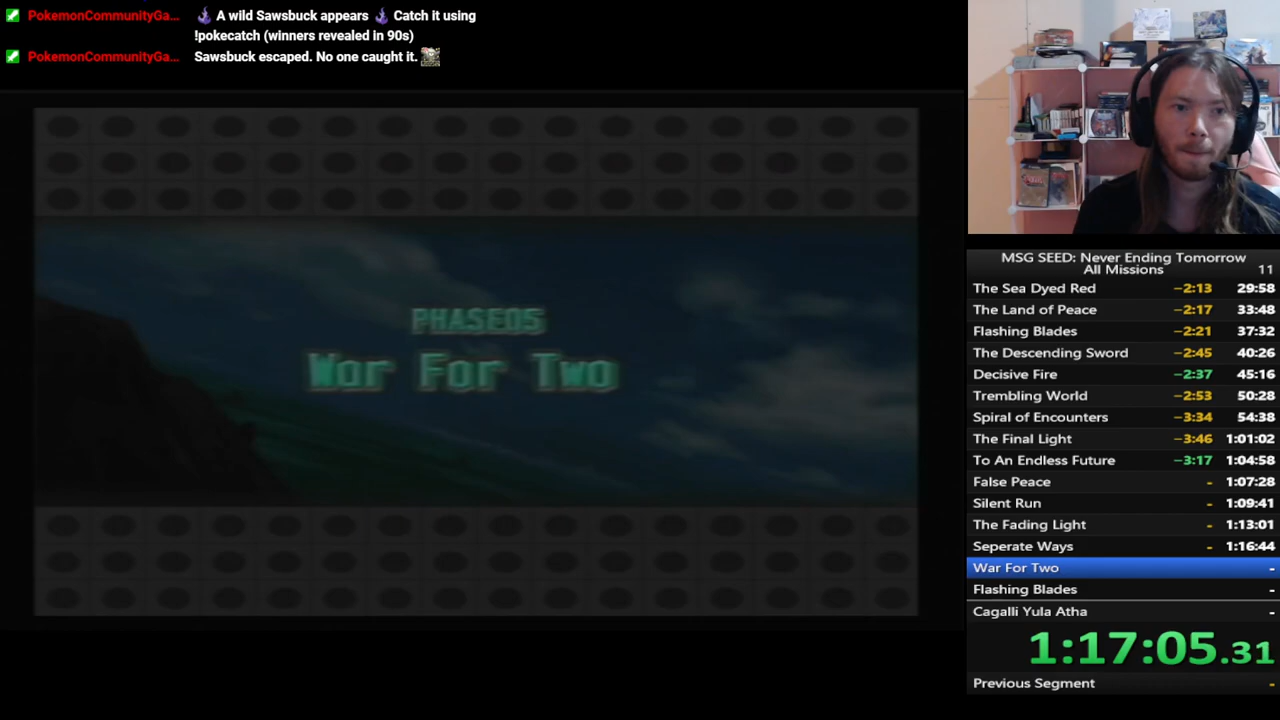 PokemonCommunityGa... A wild Sawsbuck appears Catch it using
!pokecatch (winners revealed in 90s)
PokemonCommunityGa... Sawsbuck escaped. No one caught it.
PHASE05
War For Two
MSG SEED: Never Ending Tomorrow
All Missions 11
The Sea Dyed Red −2:13 29:58
The Land of Peace −2:17 33:48
Flashing Blades −2:21 37:32
The Descending Sword −2:45 40:26
Decisive Fire −2:37 45:16
Trembling World −2:53 50:28
Spiral of Encounters −3:34 54:38
The Final Light −3:46 1:01:02
To An Endless Future −3:17 1:04:58
False Peace - 1:07:28
Silent Run - 1:09:41
The Fading Light - 1:13:01
Seperate Ways - 1:16:44
War For Two -
Flashing Blades -
Cagalli Yula Atha -
1:17:05.31
Previous Segment -